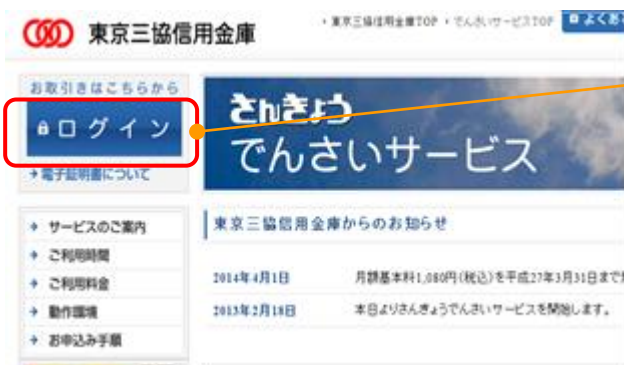 東京三協信用金庫
・東京三協信用金庫TOP ・でんさいサービスTOP
よくある
お取引きはこちらから
ログイン
電子証明書について
さんきょう
でんさいサービス
サービスのご案内
ご利用時間
ご利用料金
動作環境
お申込み手順
東京三協信用金庫からのお知らせ
2014年4月1日 月額基本料1,080円(税込)を平成27年3月31日まで
2013年2月18日 本日よりさんきょうでんさいサービスを開始します。